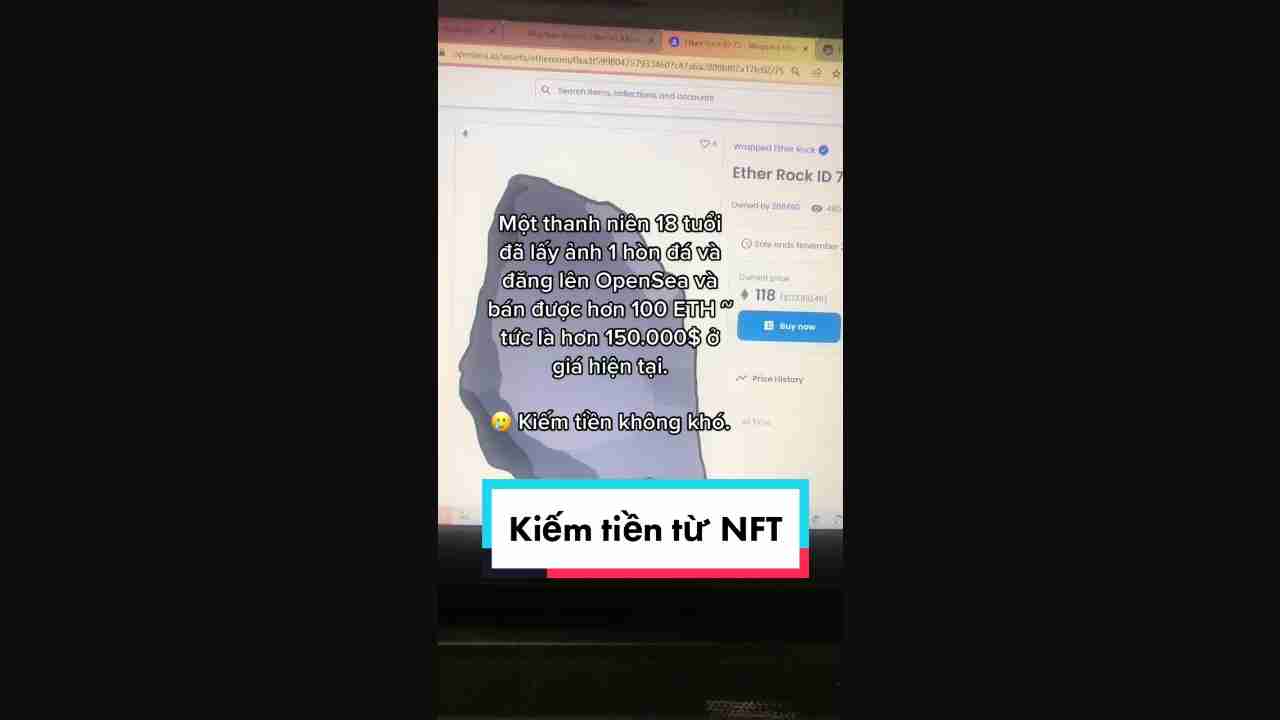 Search items, collections, and accounts
4
Wrapped Ether Rock
Ether Rock ID 7
Owned by
Sale ends November
Current price
118
Buy now
Price History
All Time
Một thanh niên 18 tuổi
đã lấy ảnh 1 hòn đá và
đăng lên OpenSea và
bán được hơn 100 ETH ~
tức là hơn 150.000$ ở
giá hiện tại.
🥲 Kiếm tiền không khó.
Kiếm tiền từ NFT